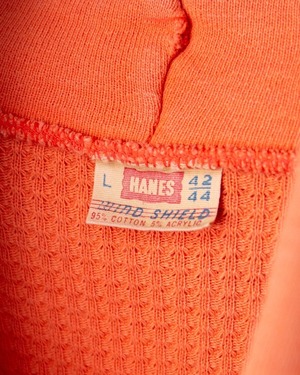 L HANES 42
44
WIND SHIELD
95% COTTON 5% ACRYLIC